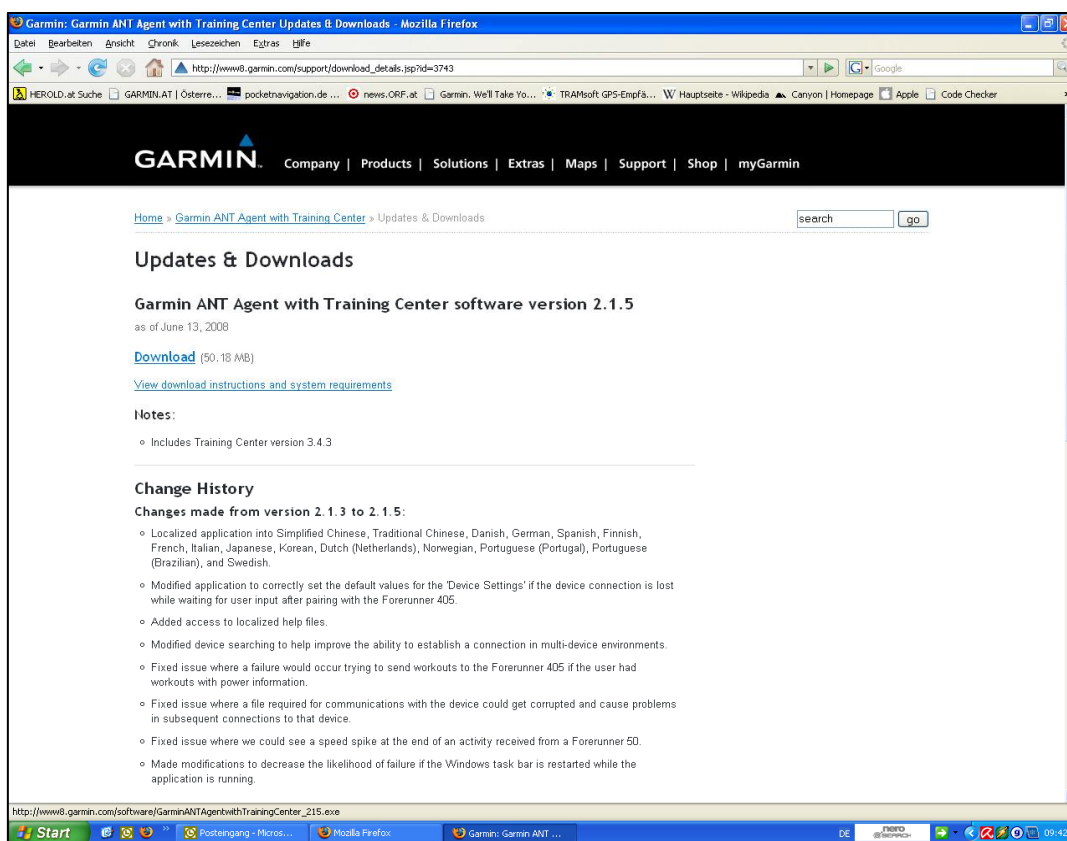 Garmin: Garmin ANT Agent with Training Center Updates & Downloads - Mozilla Firefox
Datei Bearbeiten Ansicht Chronik Lesezeichen Extras Hilfe
http://www8.garmin.com/support/download_details.jsp?id=3743
Google
HEROLD.at Suche GARMIN.AT | Österre... pocketnavigation.de ... news.ORF.at Garmin. We'll Take Yo... TRAMsoft GPS-Empfä... Hauptseite - Wikipedia Canyon | Homepage Apple Code Checker
GARMIN. Company | Products | Solutions | Extras | Maps | Support | Shop | myGarmin
Home » Garmin ANT Agent with Training Center » Updates & Downloads search go
Updates & Downloads
Garmin ANT Agent with Training Center software version 2.1.5
as of June 13, 2008
Download (50.18 MB)
View download instructions and system requirements
Notes:
Includes Training Center version 3.4.3
Change History
Changes made from version 2.1.3 to 2.1.5:
Localized application into Simplified Chinese, Traditional Chinese, Danish, German, Spanish, Finnish,
French, Italian, Japanese, Korean, Dutch (Netherlands), Norwegian, Portuguese (Portugal), Portuguese
(Brazilian), and Swedish.
Modified application to correctly set the default values for the 'Device Settings' if the device connection is lost
while waiting for user input after pairing with the Forerunner 405.
Added access to localized help files.
Modified device searching to help improve the ability to establish a connection in multi-device environments.
Fixed issue where a failure would occur trying to send workouts to the Forerunner 405 if the user had
workouts with power information.
Fixed issue where a file required for communications with the device could get corrupted and cause problems
in subsequent connections to that device.
Fixed issue where we could see a speed spike at the end of an activity received from a Forerunner 50.
Made modifications to decrease the likelihood of failure if the Windows task bar is restarted while the
application is running.
http://www8.garmin.com/software/GarminANTAgentwithTrainingCenter_215.exe
Start Posteingang - Micros... Mozilla Firefox Garmin: Garmin ANT ... DE nero SEARCH 09:42